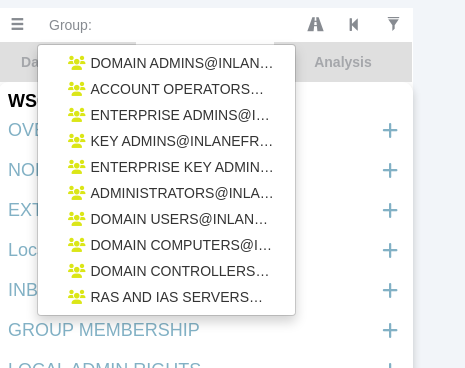 Group:
Da
Analysis
DOMAIN ADMINS@INLAN...
ACCOUNT OPERATORS...
ENTERPRISE ADMINS@I...
KEY ADMINS@INLANEFR...
ENTERPRISE KEY ADMIN...
ADMINISTRATORS@INLA...
DOMAIN USERS@INLAN...
DOMAIN COMPUTERS@I...
DOMAIN CONTROLLERS...
RAS AND IAS SERVERS...
WS
OVE
NO
EXT
Loc
INB
GROUP MEMBERSHIP
LOCAL ADMIN RIGHTS